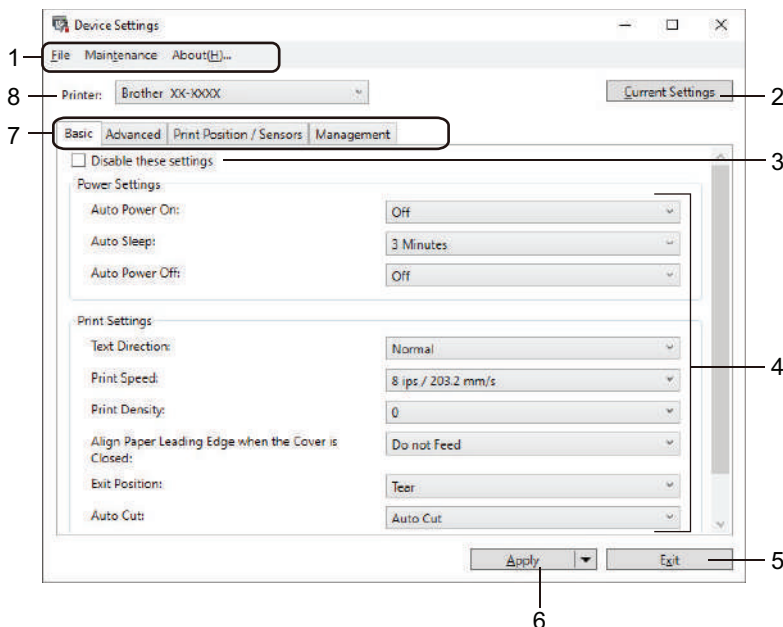 Device Settings
1 File Maintenance About(H)...
8 Printer: Brother XX-XXXX Current Settings 2
7 Basic Advanced Print Position / Sensors Management
Disable these settings 3
Power Settings
Auto Power On: Off
Auto Sleep: 3 Minutes
Auto Power Off: Off
Print Settings
Text Direction: Normal
4
Print Speed: 8 ips / 203.2 mm/s
Print Density: 0
Align Paper Leading Edge when the Cover is Do not Feed
Closed:
Exit Position: Tear
Auto Cut: Auto Cut
Apply Exit 5
6